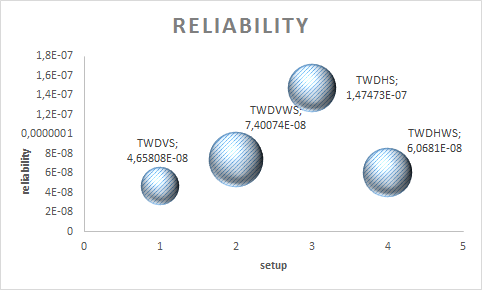 RELIABILITY
1,8E-07
1,6E-07
1,4E-07
1,2E-07
0,0000001
8E-08
6E-08
4E-08
2E-08
0
reliability
TWDVS;
4,65808E-08
TWDVWS;
7,40074E-08
TWDHS;
1,47473E-07
TWDHWS;
6,0681E-08
0 1 2 3 4 5
setup